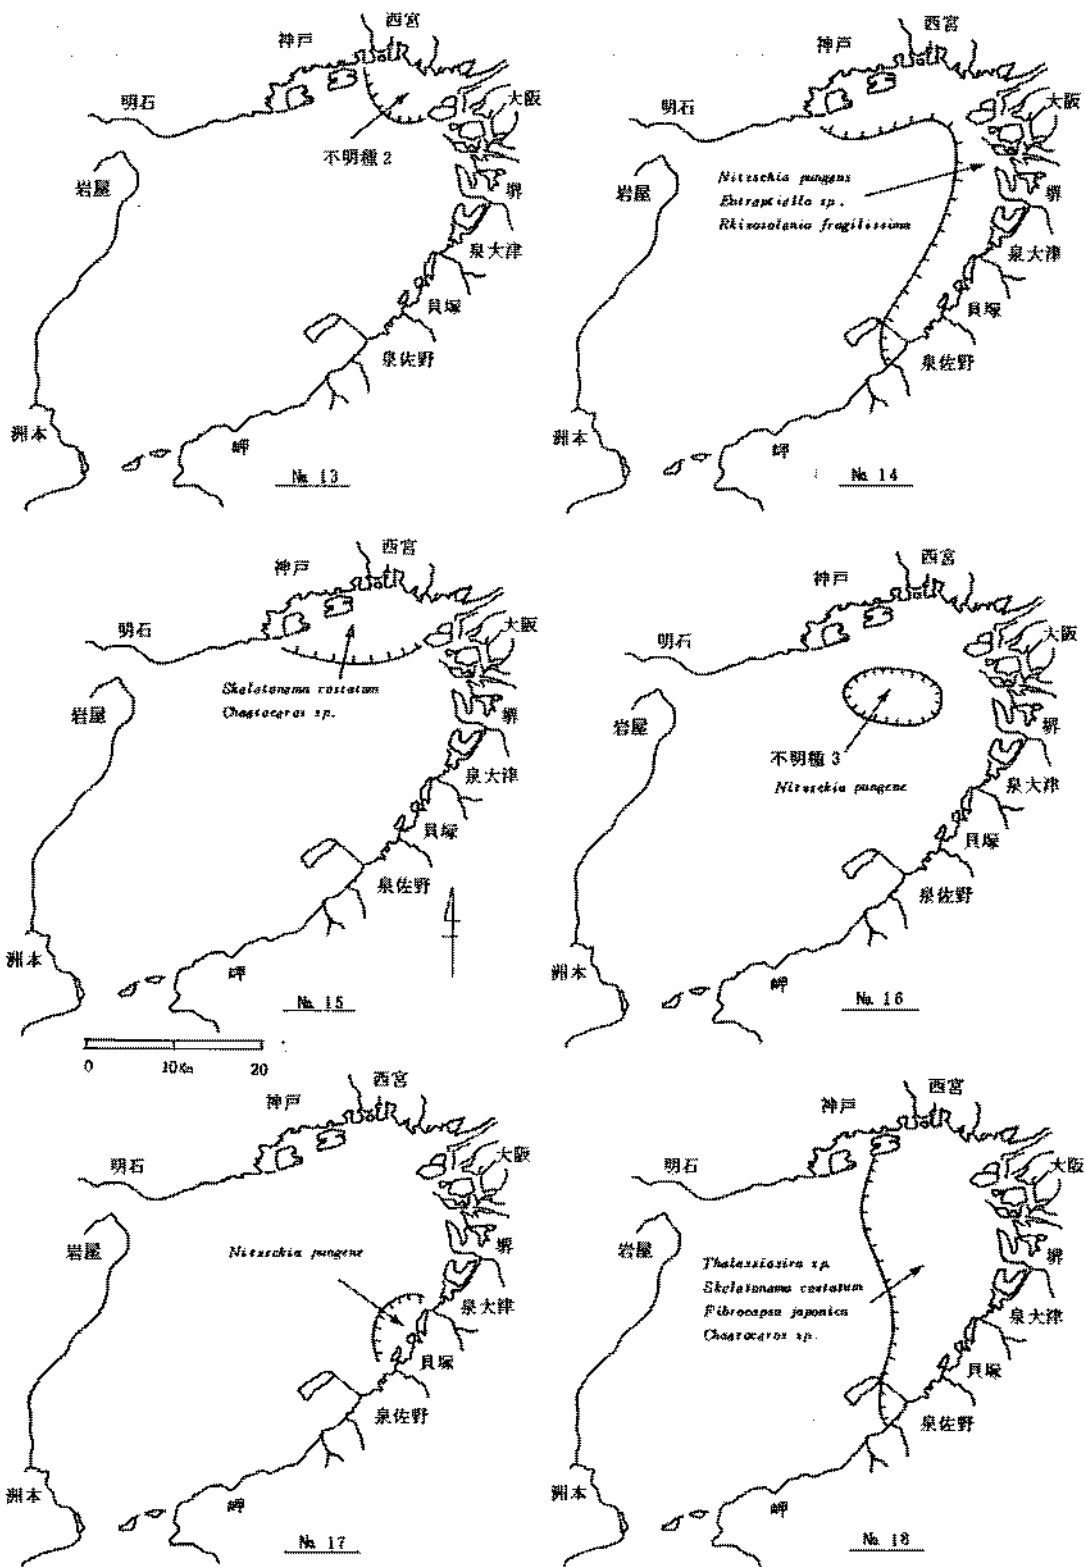 西宮
神戸
明石
大阪
不明種2
岩屋
堺
泉大津
貝塚
泉佐野
洲本
岬
No. 13
西宮
神戸
明石
大阪
岩屋
Nitzschia pungens
Eutreptiella sp.
Rhizosolenia fragilissima
堺
泉大津
貝塚
泉佐野
洲本
岬
No. 14
西宮
神戸
明石
大阪
岩屋
Skeletonema costatum
Chaetoceros sp.
堺
泉大津
貝塚
泉佐野
洲本
岬
No. 15
0 10Km 20
西宮
神戸
明石
大阪
岩屋
堺
不明種3
Nitzschia pungens
泉大津
貝塚
泉佐野
洲本
岬
No. 16
西宮
神戸
明石
大阪
岩屋
Nitzschia pungens
堺
泉大津
貝塚
泉佐野
洲本
岬
No. 17
西宮
神戸
明石
大阪
岩屋
堺
Thalassiosira sp.
Skeletonema costatum
Fibrocapsa japonica
Chaetoceros sp.
泉大津
貝塚
泉佐野
洲本
岬
No. 18